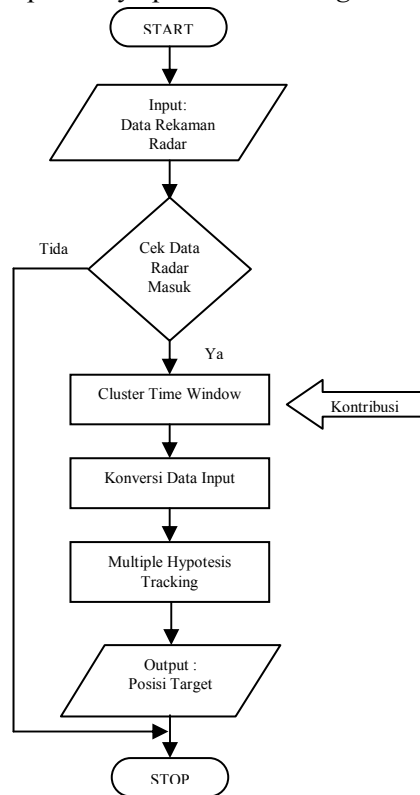 START
Input:
Data Rekaman
Radar
Tida
Cek Data
Radar
Masuk
Ya
Cluster Time Window
Kontribusi
Konversi Data Input
Multiple Hypotesis
Tracking
Output :
Posisi Target
STOP